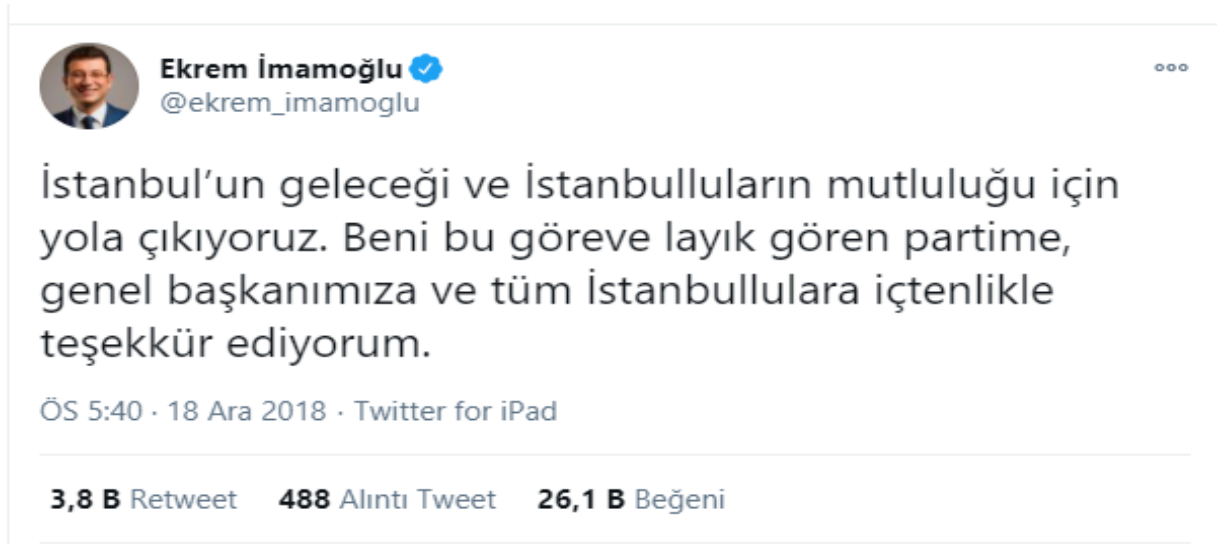 Ekrem İmamoğlu
@ekrem_imamoglu
İstanbul'un geleceği ve İstanbulluların mutluluğu için
yola çıkıyoruz. Beni bu göreve layık gören partime,
genel başkanımıza ve tüm İstanbullulara içtenlikle
teşekkür ediyorum.
ÖS 5:40 · 18 Ara 2018 · Twitter for iPad
3,8 B Retweet 488 Alıntı Tweet 26,1 B Beğeni